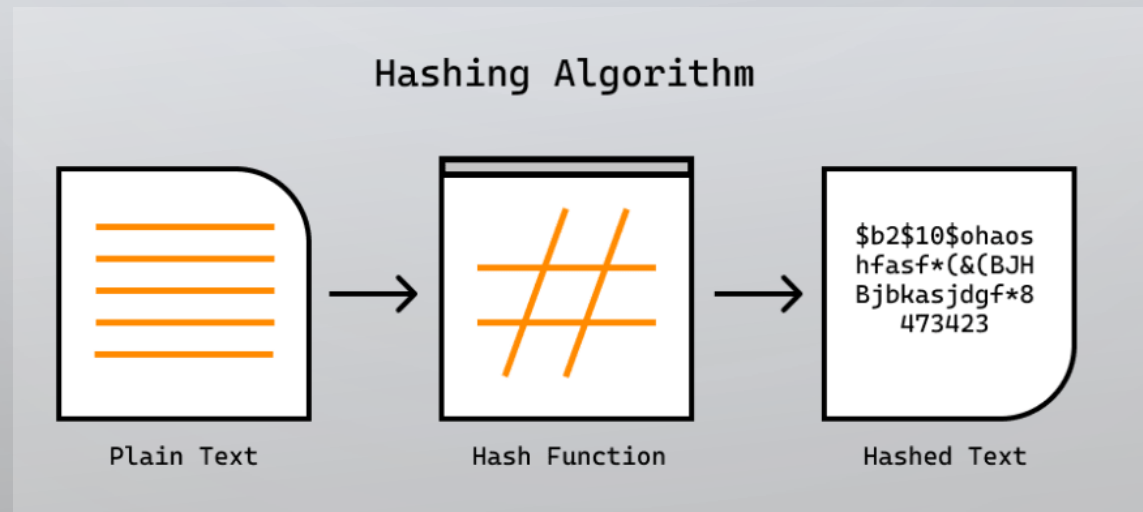 Hashing Algorithm
$b2$10$ohaos
hfasf*(&(BJH
Bjbkasjdgf*8
473423
Plain Text
Hash Function
Hashed Text